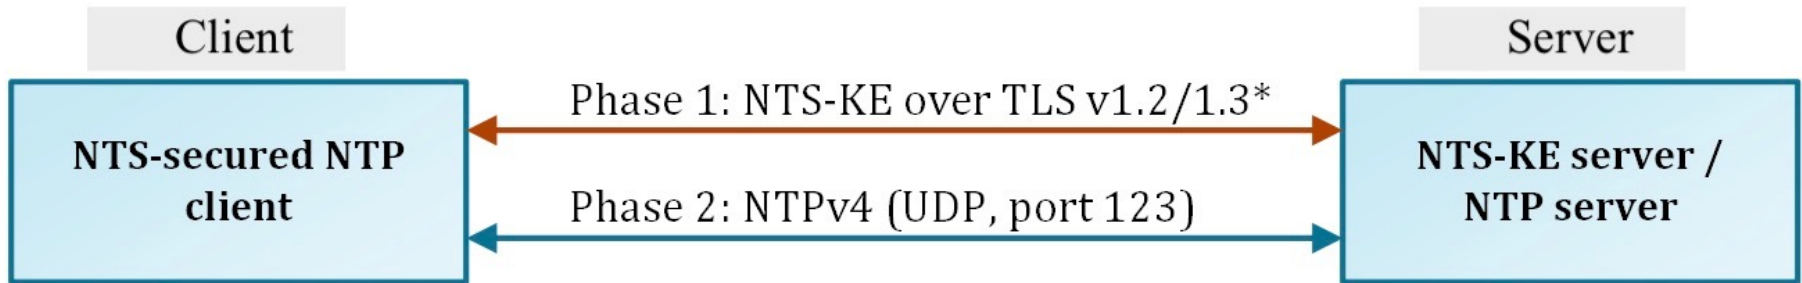 Client
Server
NTS-secured NTP
client
Phase 1: NTS-KE over TLS v1.2/1.3*
Phase 2: NTPv4 (UDP, port 123)
NTS-KE server /
NTP server